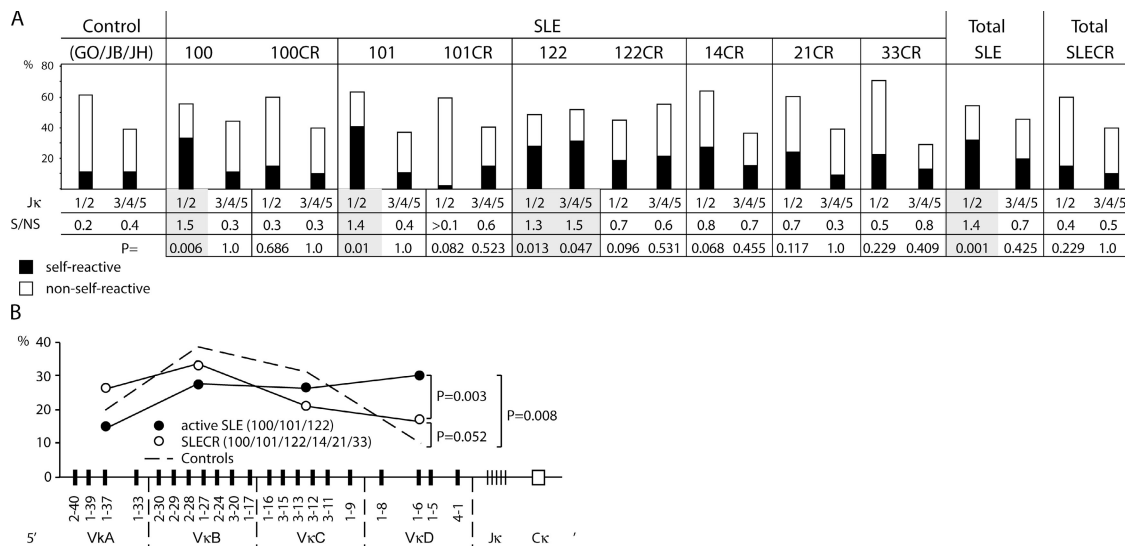 A
Control SLE Total Total
(GO/JB/JH) 100 100CR 101 101CR 122 122CR 14CR 21CR 33CR SLE SLECR
% 80
60
40
20
Jκ 1/2 3/4/5 1/2 3/4/5 1/2 3/4/5 1/2 3/4/5 1/2 3/4/5 1/2 3/4/5 1/2 3/4/5 1/2 3/4/5 1/2 3/4/5 1/2 3/4/5 1/2 3/4/5 1/2 3/4/5
S/NS 0.2 0.4 1.5 0.3 0.3 0.3 1.4 0.4 >0.1 0.6 1.3 1.5 0.7 0.6 0.8 0.7 0.7 0.3 0.5 0.8 1.4 0.7 0.4 0.5
P= 0.006 1.0 0.686 1.0 0.01 1.0 0.082 0.523 0.013 0.047 0.096 0.531 0.068 0.455 0.117 1.0 0.229 0.409 0.001 0.425 0.229 1.0
self-reactive
non-self-reactive
B
% 40
30
20
10
0
P=0.003
P=0.008
P=0.052
active SLE (100/101/122)
SLECR (100/101/122/14/21/33)
Controls
2-40 1-39 1-37 1-33 2-30 2-29 2-28 1-27 2-24 3-20 1-17 1-16 3-15 3-13 3-12 3-11 1-9 1-8 1-6 1-5 4-1
5′ VkA VκB VκC VκD Jκ Cκ ′